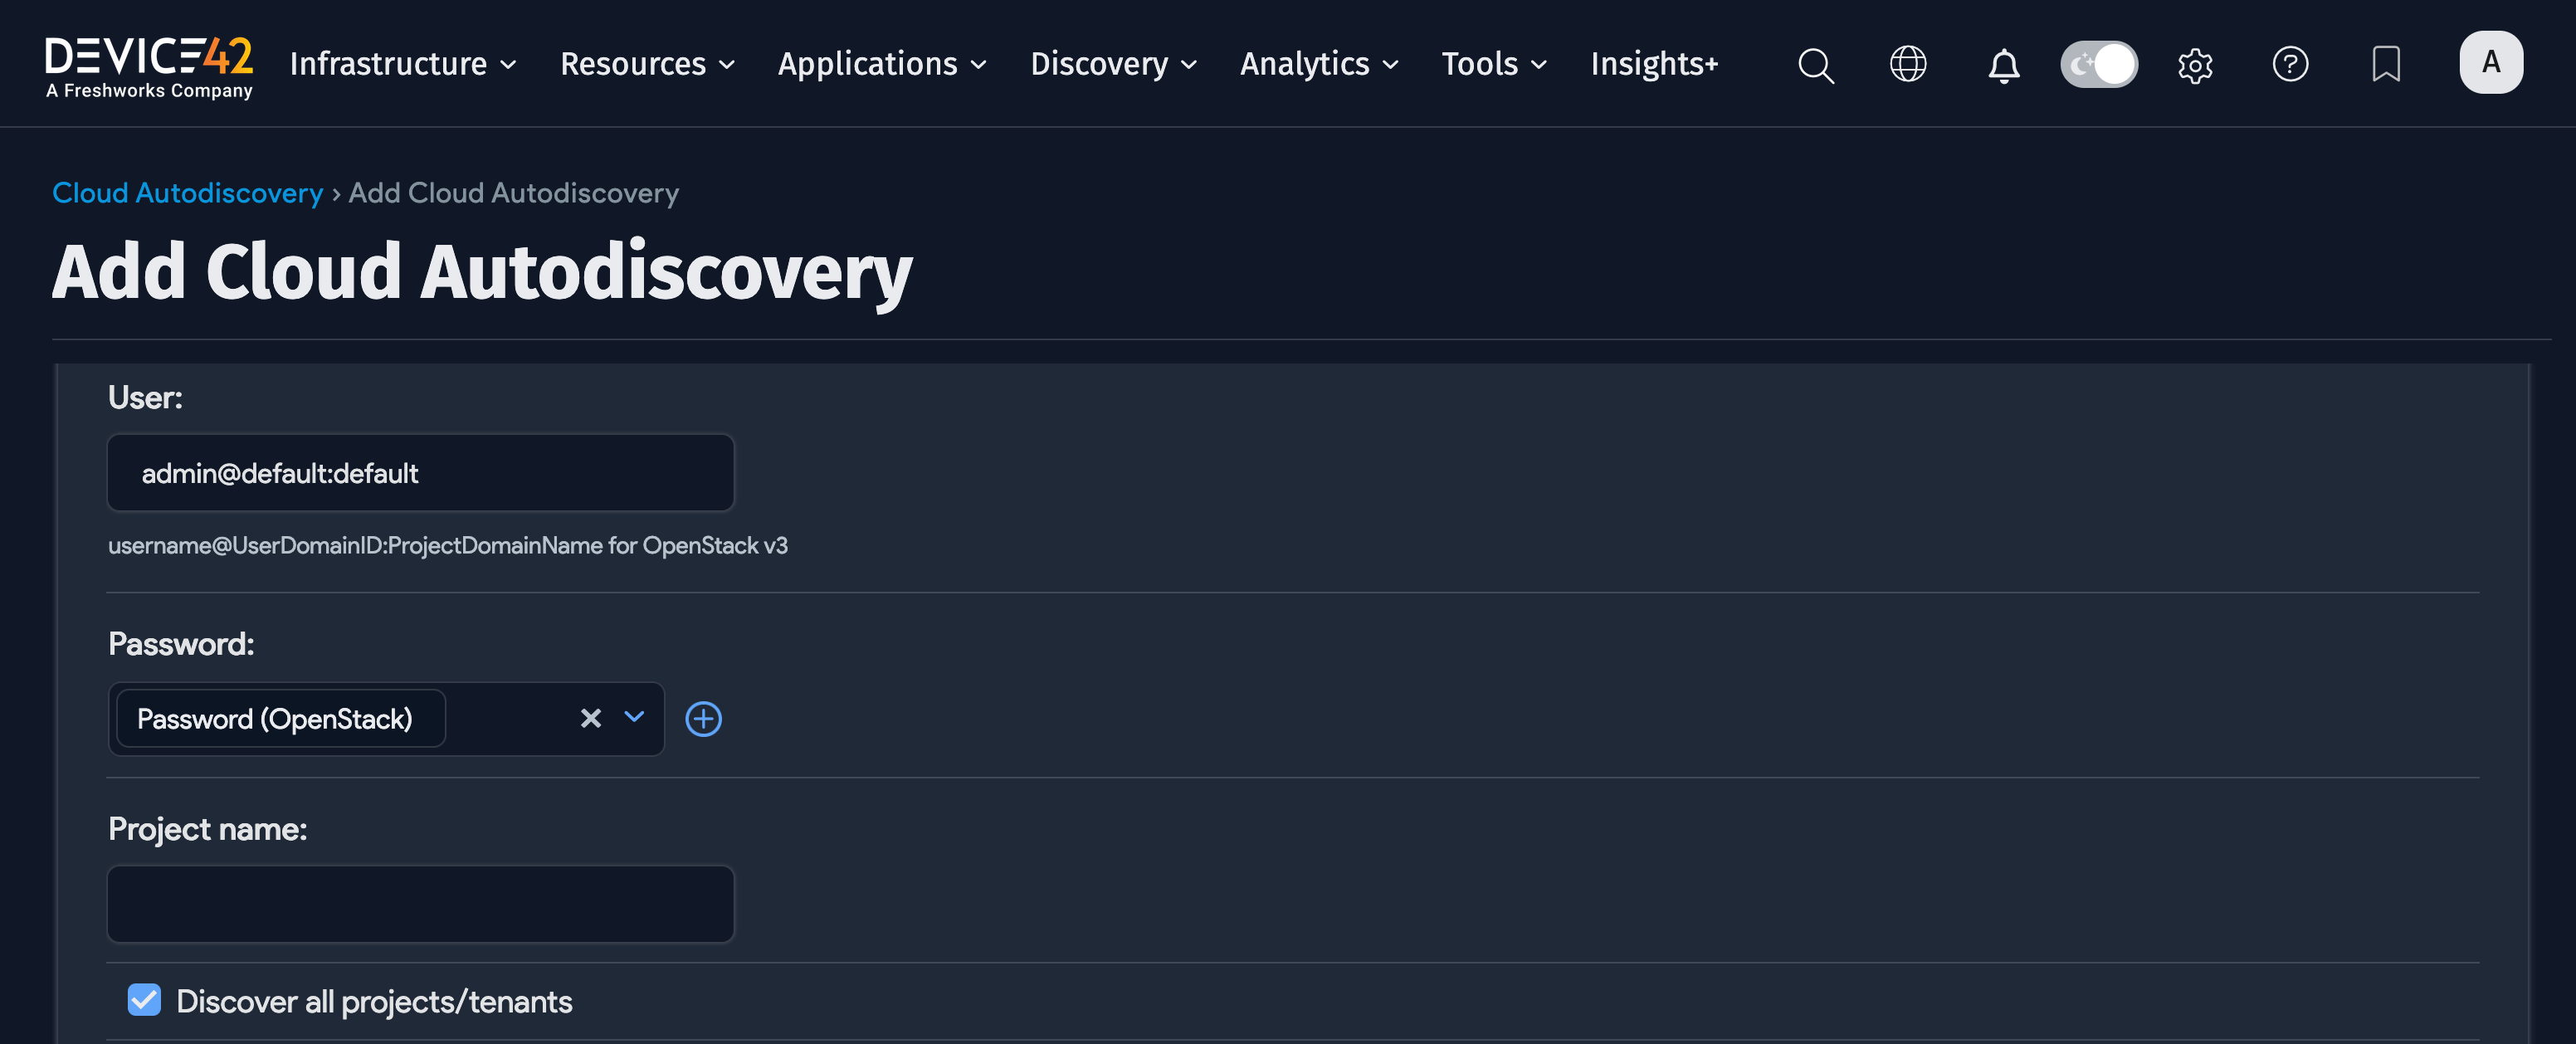 DEVICE42
A Freshworks Company
Infrastructure Resources Applications Discovery Analytics Tools Insights+ A
Cloud Autodiscovery › Add Cloud Autodiscovery
Add Cloud Autodiscovery
User:
admin@default:default
username@UserDomainID:ProjectDomainName for OpenStack v3
Password:
Password (OpenStack)
Project name:
Discover all projects/tenants